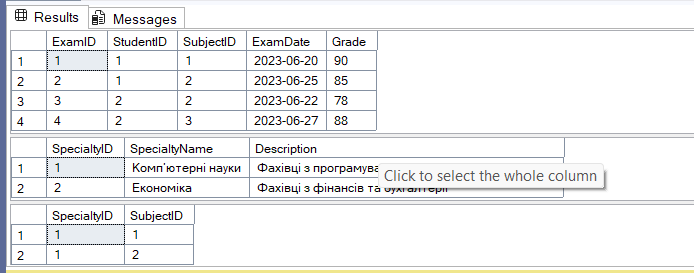 Results Messages
ExamID StudentID SubjectID ExamDate Grade
1 1 1 1 2023-06-20 90
2 2 1 2 2023-06-25 85
3 3 2 2 2023-06-22 78
4 4 2 3 2023-06-27 88
SpecialtyID SpecialtyName Description
1 1 Комп'ютерні науки Фахівці з
2 2 Економіка Фахівці з фінансів та
Click to select the whole column
SpecialtyID SubjectID
1 1 1
2 1 2